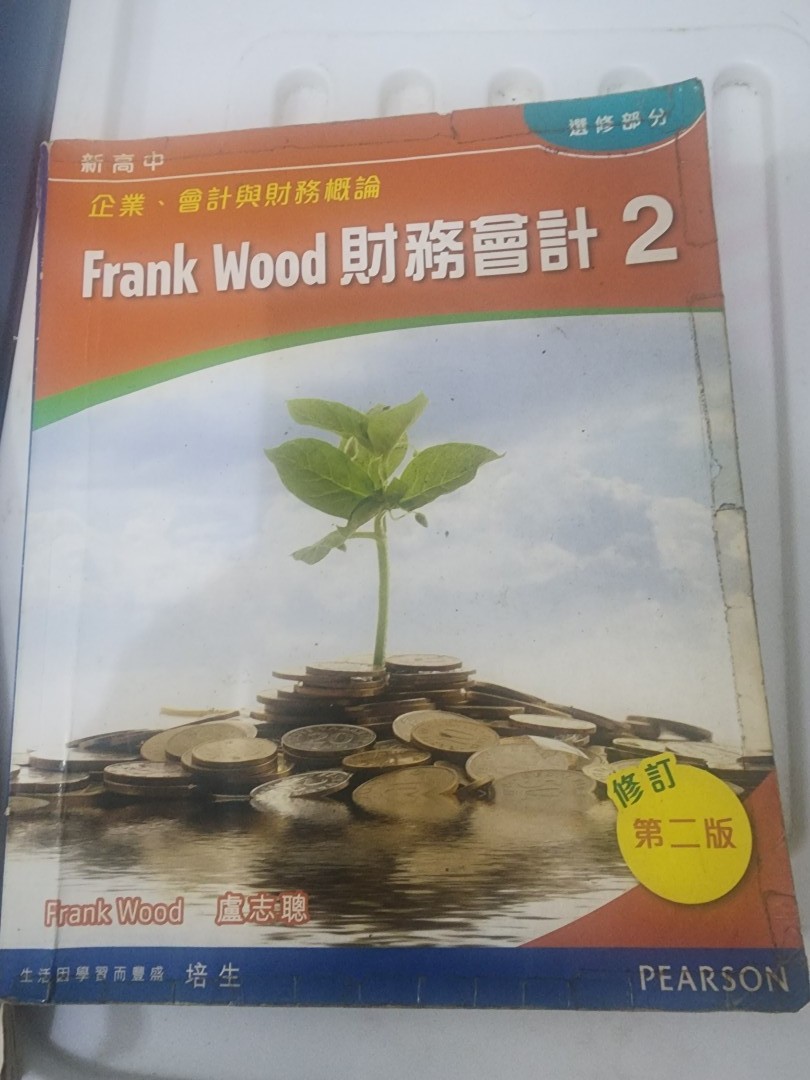 選修部分
新高中
企業、會計與財務概論
Frank Wood 財務會計 2
修訂
第二版
Frank Wood 盧志聰
生活因學習而豐盛 培生
PEARSON